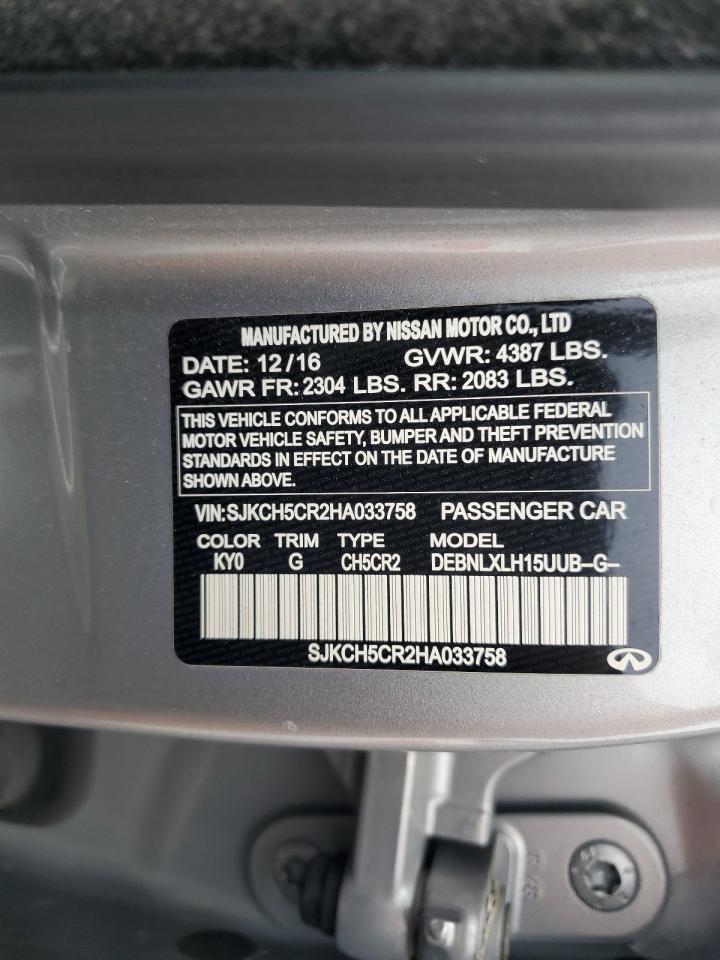 MANUFACTURED BY NISSAN MOTOR CO., LTD
DATE: 12/16 GVWR: 4387 LBS.
GAWR FR: 2304 LBS. RR: 2083 LBS.
THIS VEHICLE CONFORMS TO ALL APPLICABLE FEDERAL
MOTOR VEHICLE SAFETY, BUMPER AND THEFT PREVENTION
STANDARDS IN EFFECT ON THE DATE OF MANUFACTURE
SHOWN ABOVE.
VIN: SJKCH5CR2HA033758 PASSENGER CAR
COLOR TRIM TYPE MODEL
KY0 G CH5CR2 DEBNLXLH15UUB-G-
SJKCH5CR2HA033758